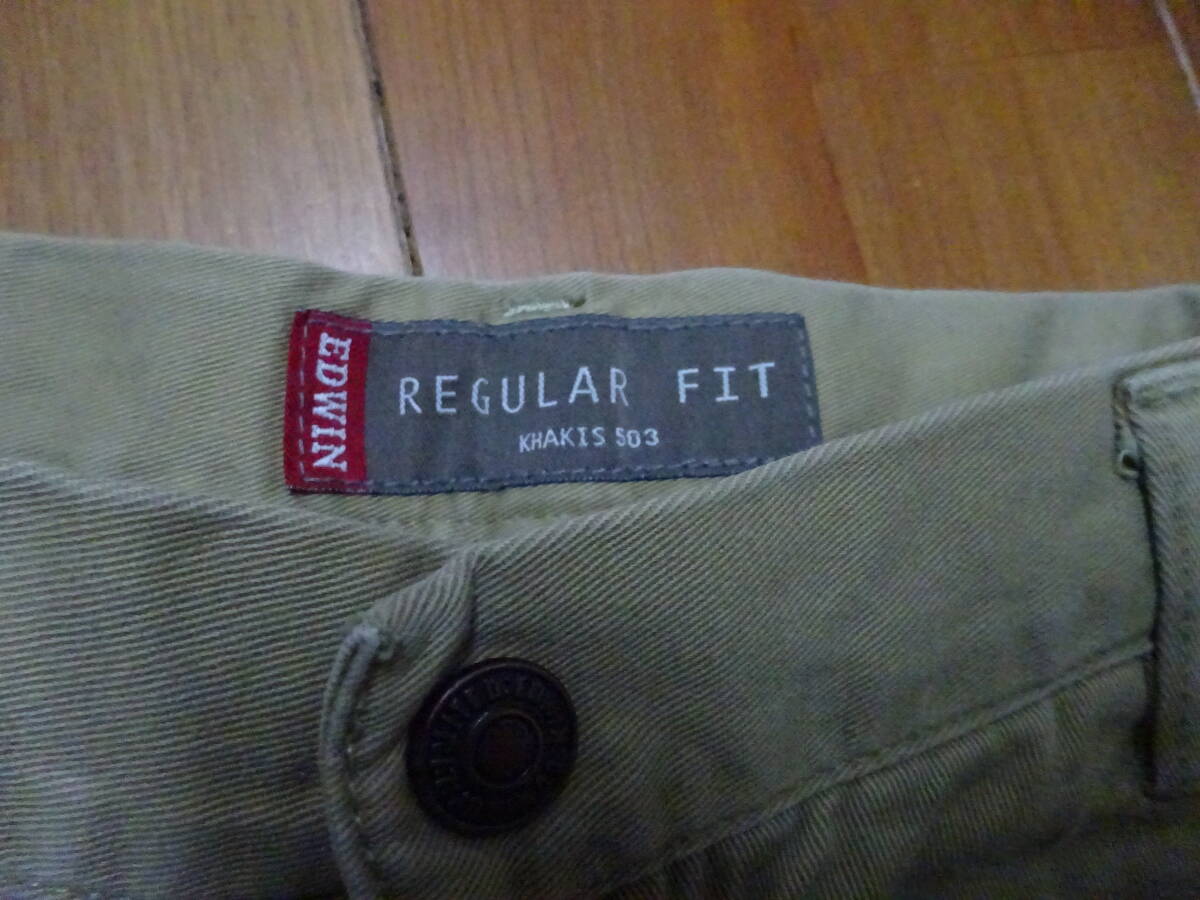 EDWIN
REGULAR FIT
KHAKIS 503